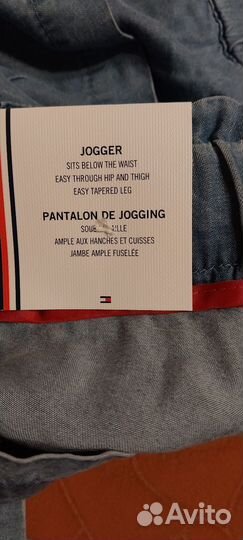 JOGGER
SITS BELOW THE WAIST
EASY THROUGH HIP AND THIGH
EASY TAPERED LEG
PANTALON DE JOGGING
AMPLE AUX HANCHES ET CUISSES
JAMBE AMPLE FUSELÉE
Avito